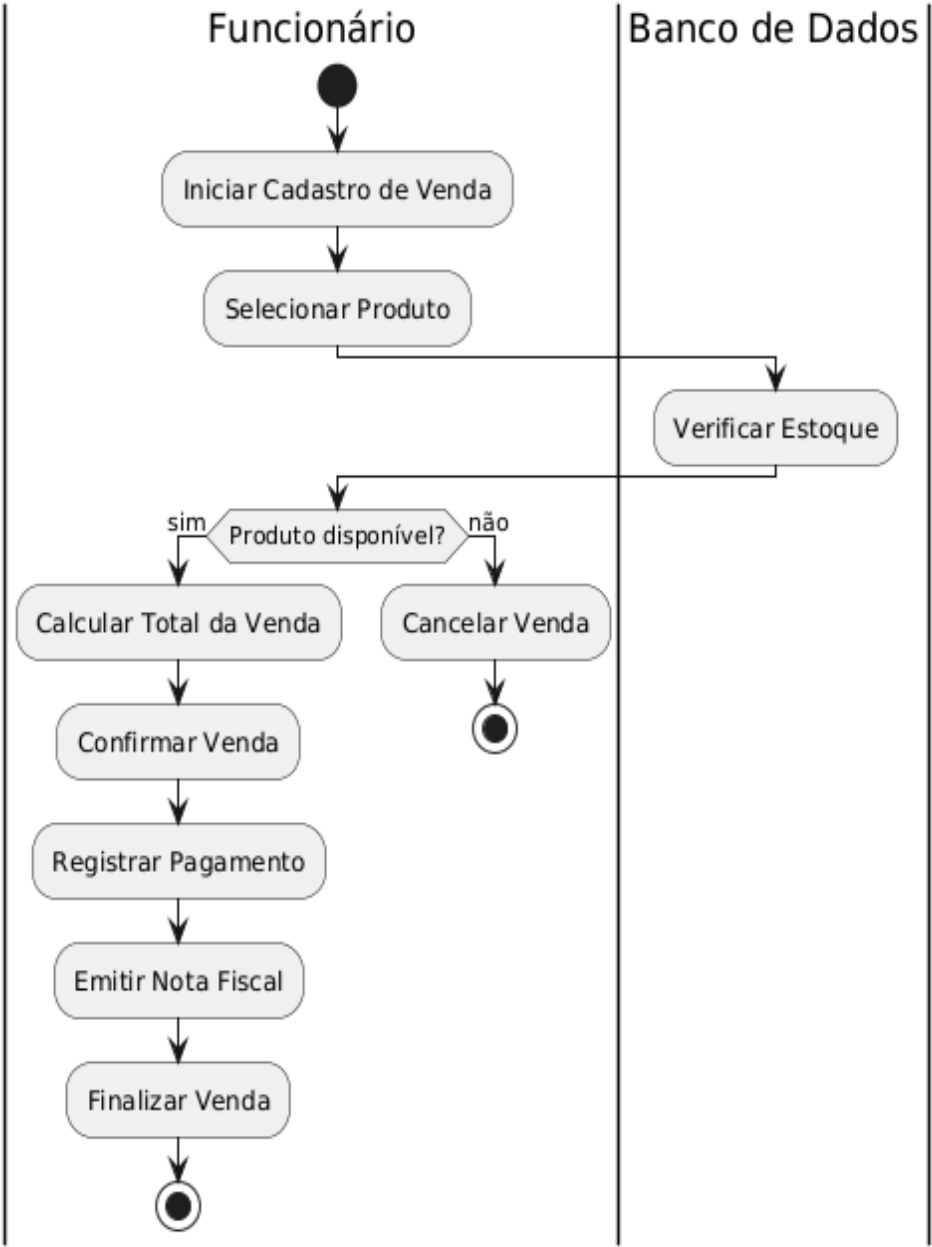 Funcionário
Banco de Dados
Iniciar Cadastro de Venda
Selecionar Produto
Verificar Estoque
sim
Produto disponível?
não
Calcular Total da Venda
Cancelar Venda
Confirmar Venda
Registrar Pagamento
Emitir Nota Fiscal
Finalizar Venda